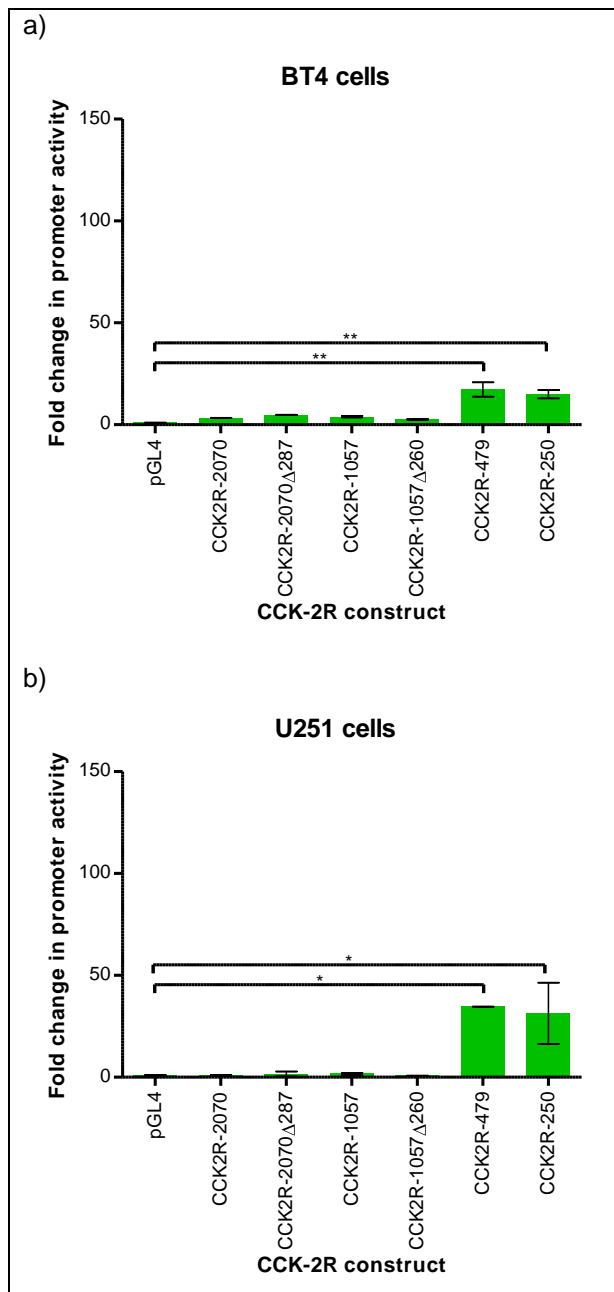 a)
BT4 cells
Fold change in promoter activity
150
100
50
0
**
**
pGL4
CCK2R-2070
CCK2R-2070Δ287
CCK2R-1057
CCK2R-1057Δ260
CCK2R-479
CCK2R-250
CCK-2R construct
b)
U251 cells
Fold change in promoter activity
150
100
50
0
*
*
pGL4
CCK2R-2070
CCK2R-2070Δ287
CCK2R-1057
CCK2R-1057Δ260
CCK2R-479
CCK2R-250
CCK-2R construct